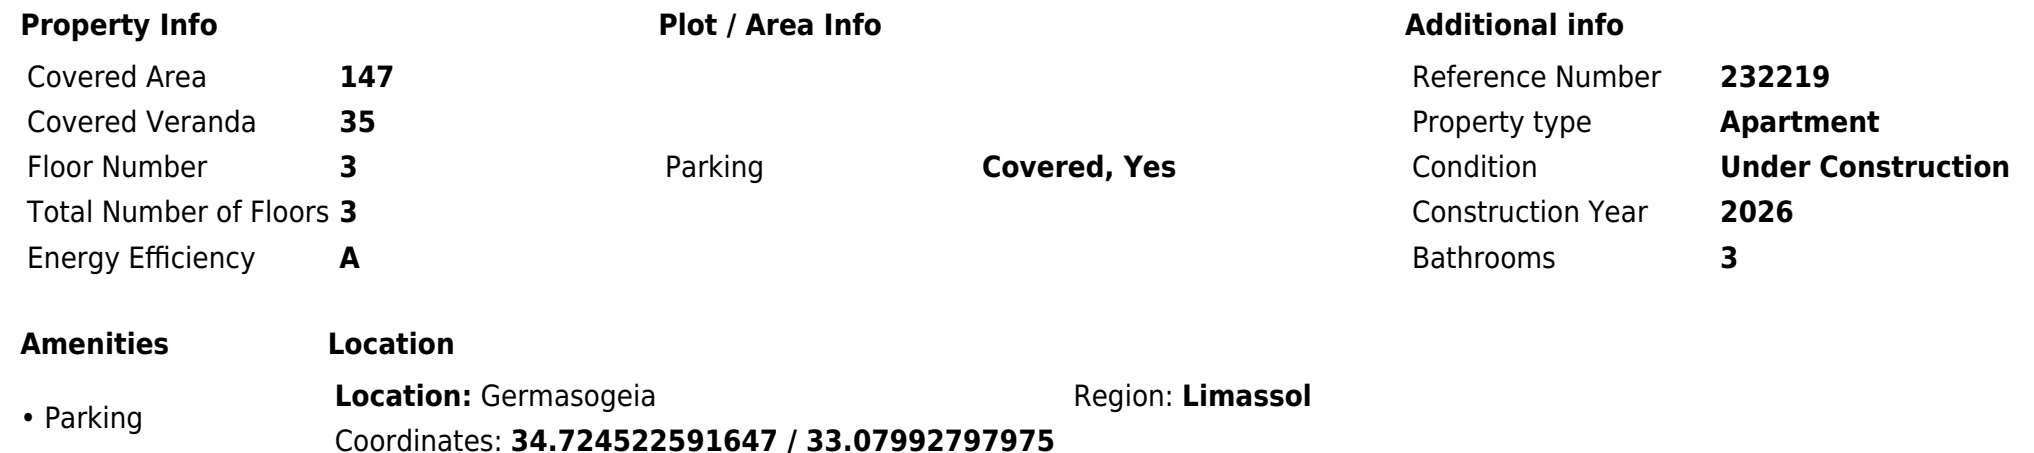 Property Info
Covered Area 147
Covered Veranda 35
Floor Number 3
Total Number of Floors 3
Energy Efficiency A
Plot / Area Info
Parking Covered, Yes
Additional info
Reference Number 232219
Property type Apartment
Condition Under Construction
Construction Year 2026
Bathrooms 3
Amenities
• Parking
Location
Location: Germasogeia Region: Limassol
Coordinates: 34.724522591647 / 33.07992797975